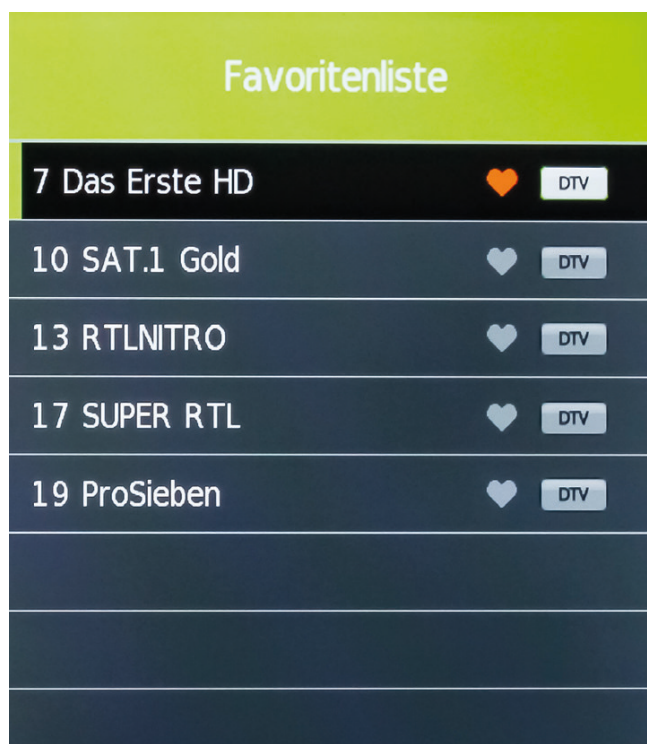 Favoritenliste
7 Das Erste HD DTV
10 SAT.1 Gold DTV
13 RTLNITRO DTV
17 SUPER RTL DTV
19 ProSieben DTV